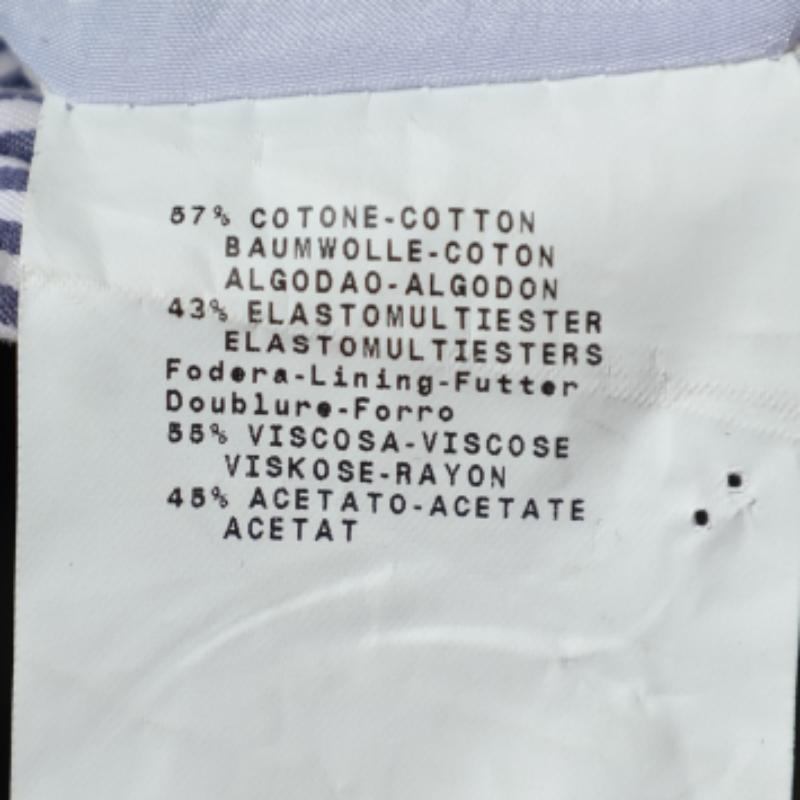 57% COTONE-COTTON
BAUMWOLLE-COTON
ALGODAO-ALGODON
43% ELASTOMULTIESTER
ELASTOMULTIESTERS
Fodera-Lining-Futter
Doublure-Forro
55% VISCOSA-VISCOSE
VISKOSE-RAYON
45% ACETATO-ACETATE
ACETAT